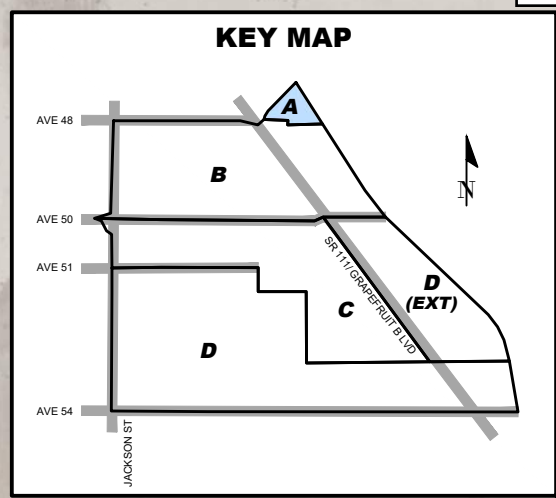 KEY MAP
AVE 48
A
B
N
AVE 50
SR 111/ GRAPEFRUIT B LVD
AVE 51
D
(EXT)
C
D
AVE 54
JACKSON ST